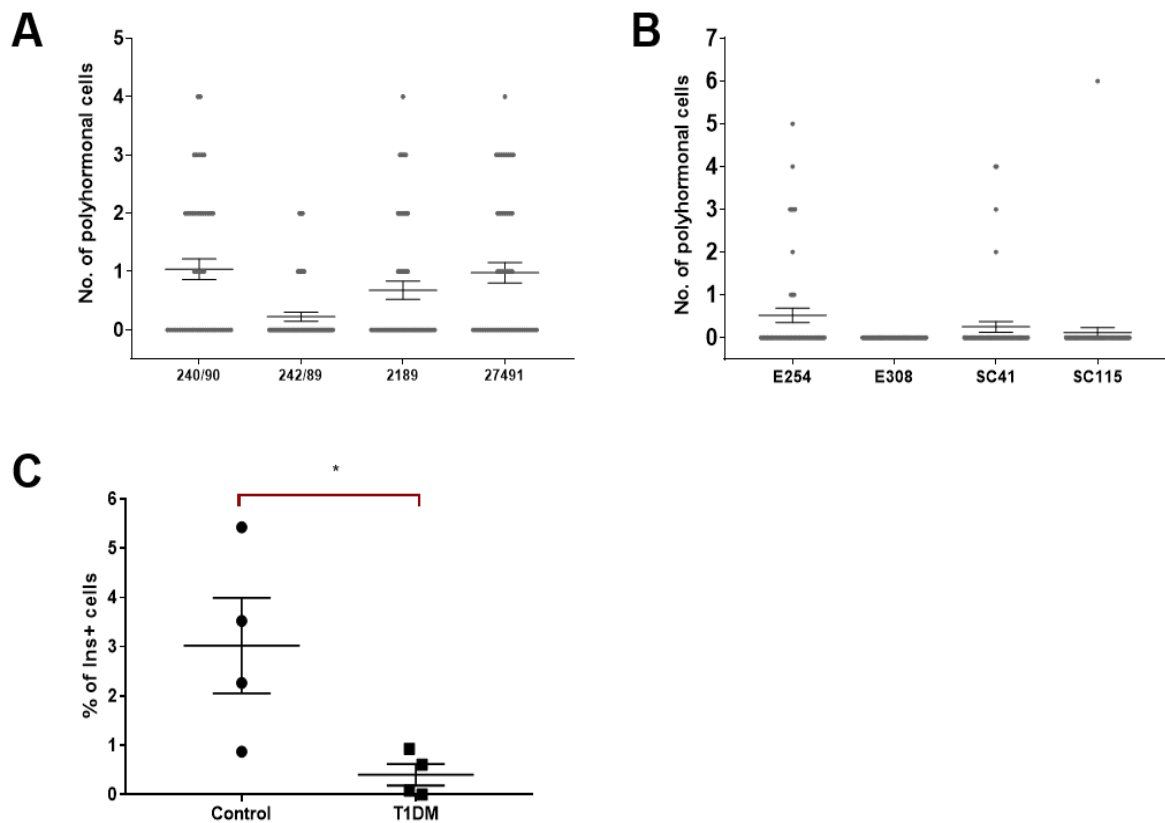 A
No. of polyhormonal cells
5
4
3
2
1
0
240/90 242/89 2189 27491
B
No. of polyhormonal cells
7
6
5
4
3
2
1
0
E254 E308 SC41 SC115
C
*
% of Ins+ cells
6
5
4
3
2
1
0
Control T1DM